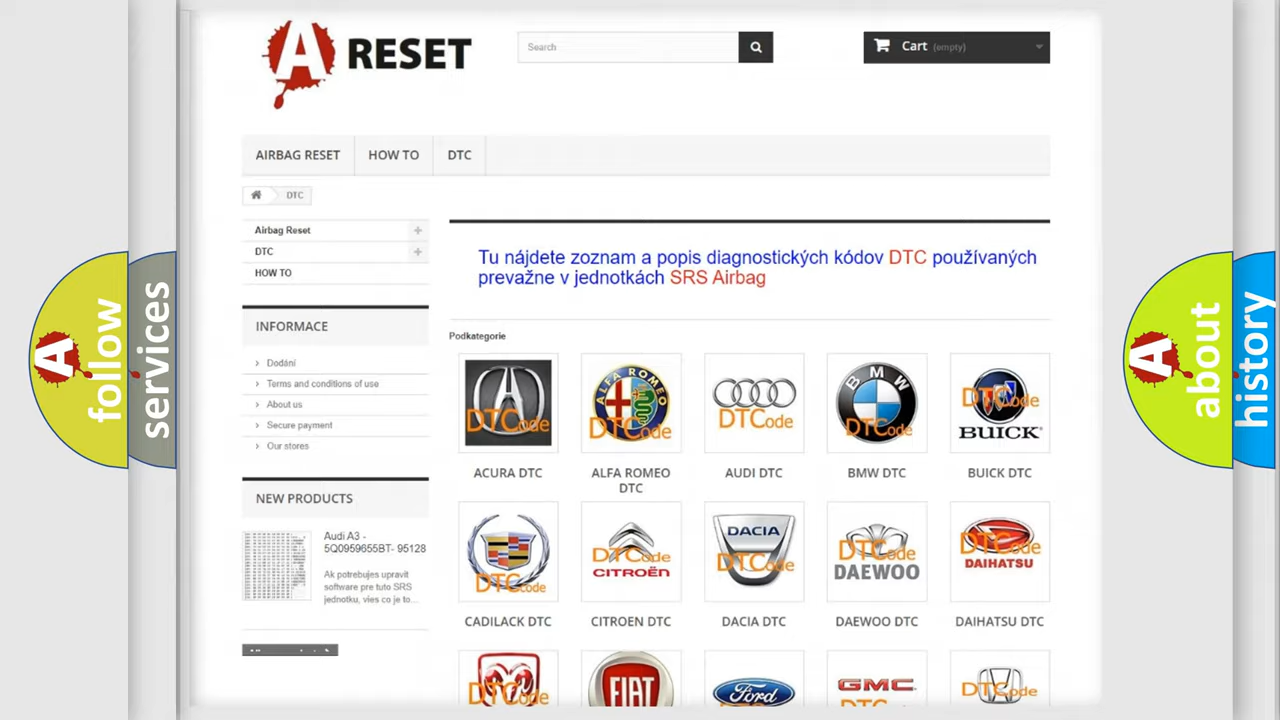 A RESET
Search
Cart (empty)
AIRBAG RESET
HOW TO
DTC
DTC
Airbag Reset
DTC
HOW TO
Tu nájdete zoznam a popis diagnostických kódov DTC používaných
prevažne v jednotkách SRS Airbag
INFORMACE
Dodání
Terms and conditions of use
About us
Secure payment
Our stores
Podkategorie
DTCode
ALFA ROMEO
DTCode
DTCode
BMW
DTCode
DTCode
BUICK
ACURA DTC
ALFA ROMEO
DTC
AUDI DTC
BMW DTC
BUICK DTC
NEW PRODUCTS
Audi A3 -
5Q0959655BT- 95128
Ak potrebujes upravit
software pre tuto SRS
jednotku, vies co je to...
DTCode
DTCode
CITROËN
DACIA
DTCode
DTCode
DAEWOO
DTCode
DAIHATSU
CADILACK DTC
CITROEN DTC
DACIA DTC
DAEWOO DTC
DAIHATSU DTC
DTCode
FIAT
Ford
GMC
DTCode
A follow
services
A about
history